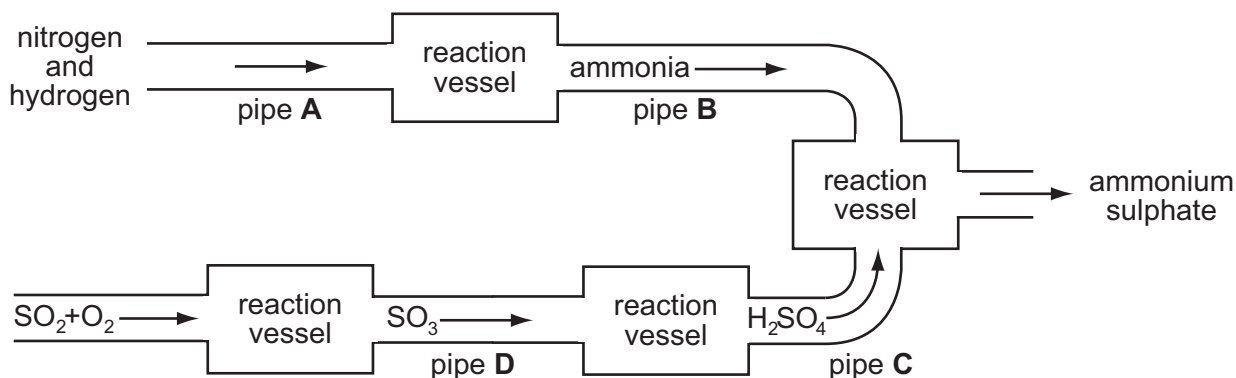 nitrogen
and
hydrogen
pipe A
reaction
vessel
ammonia
pipe B
reaction
vessel
ammonium
sulphate
SO₂+O₂
reaction
vessel
SO₃
pipe D
reaction
vessel
H₂SO₄
pipe C